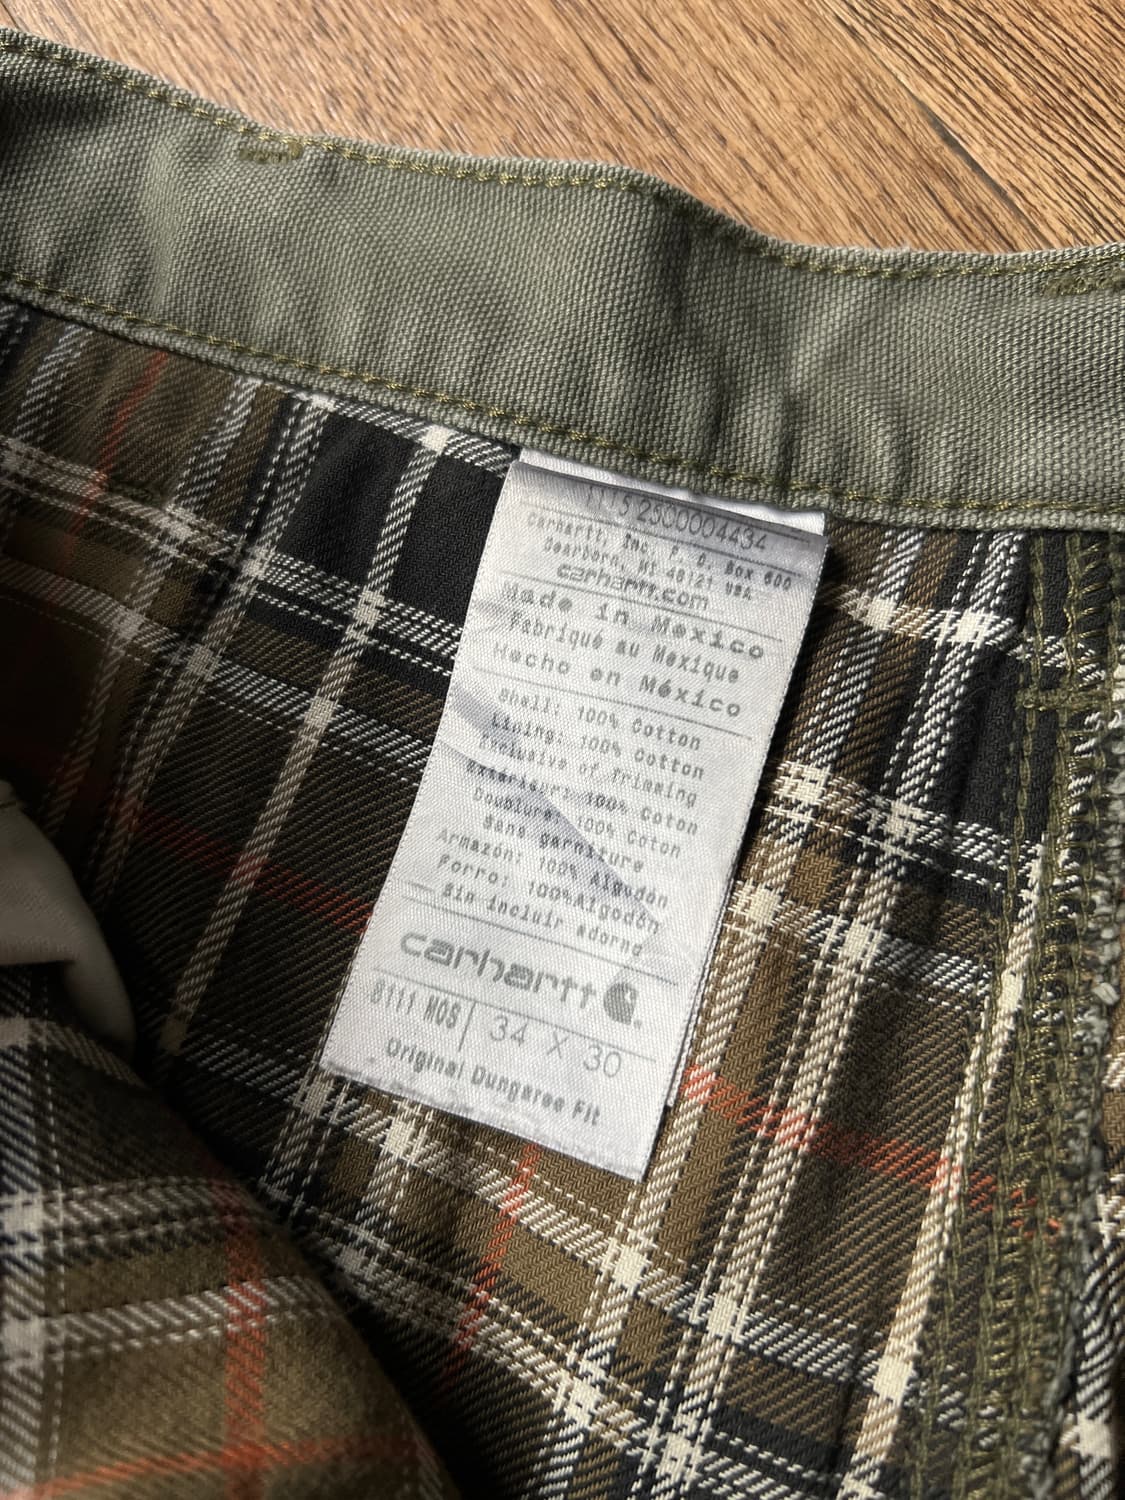 1115 2500004434
Carhartt, Inc. P. O. Box 600
Dearborn, MI 48121 USA
carhartt.com
Made in Mexico
Fabriqué au Mexique
Hecho en México
Shell: 100% Cotton
Lining: 100% Cotton
Exclusive of Trimming
Extérieur: 100% Coton
Doublure: 100% Coton
Sans garniture
Armazón: 100% Algodón
Forro: 100%Algodón
Sin incluir adorno
carhartt
B111 MOS 34 X 30
Original Dungaree Fit